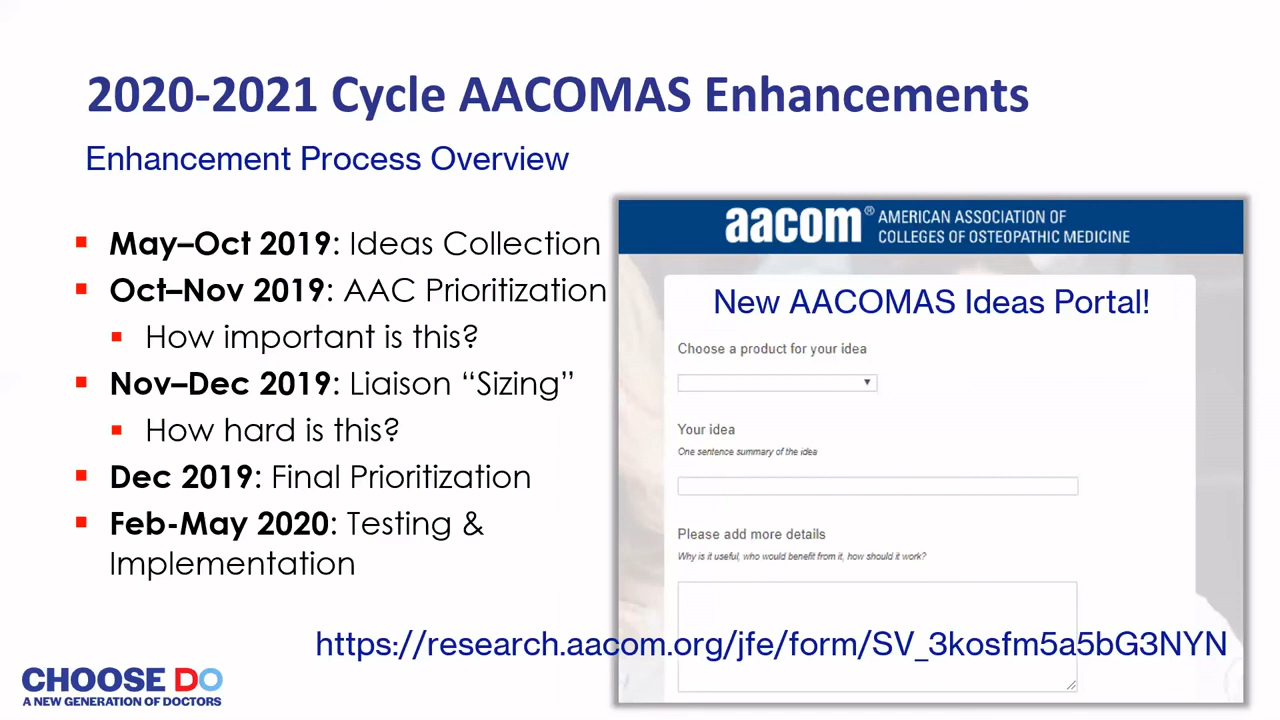 2020-2021 Cycle AACOMAS Enhancements
Enhancement Process Overview
May–Oct 2019: Ideas Collection
Oct–Nov 2019: AAC Prioritization
How important is this?
Nov–Dec 2019: Liaison “Sizing”
How hard is this?
Dec 2019: Final Prioritization
Feb-May 2020: Testing &
Implementation
aacom® AMERICAN ASSOCIATION OF
COLLEGES OF OSTEOPATHIC MEDICINE
New AACOMAS Ideas Portal!
Choose a product for your idea
Your idea
One sentence summary of the idea
Please add more details
Why is it useful, who would benefit from it, how should it work?
https://research.aacom.org/jfe/form/SV_3kosfm5a5bG3NYN
CHOOSE DO
A NEW GENERATION OF DOCTORS